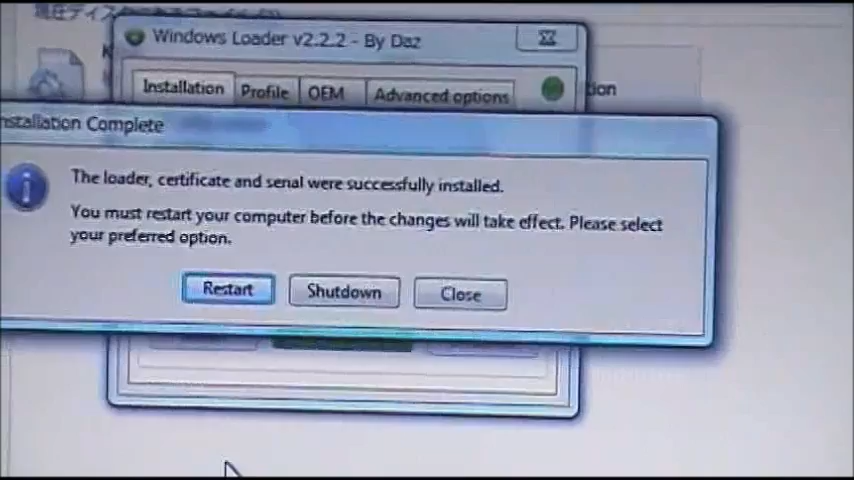 Windows Loader v2.2.2 - By Daz
Installation Profile OEM Advanced options
Installation Complete
The loader, certificate and serial were successfully installed.
You must restart your computer before the changes will take effect. Please select
your preferred option.
Restart Shutdown Close